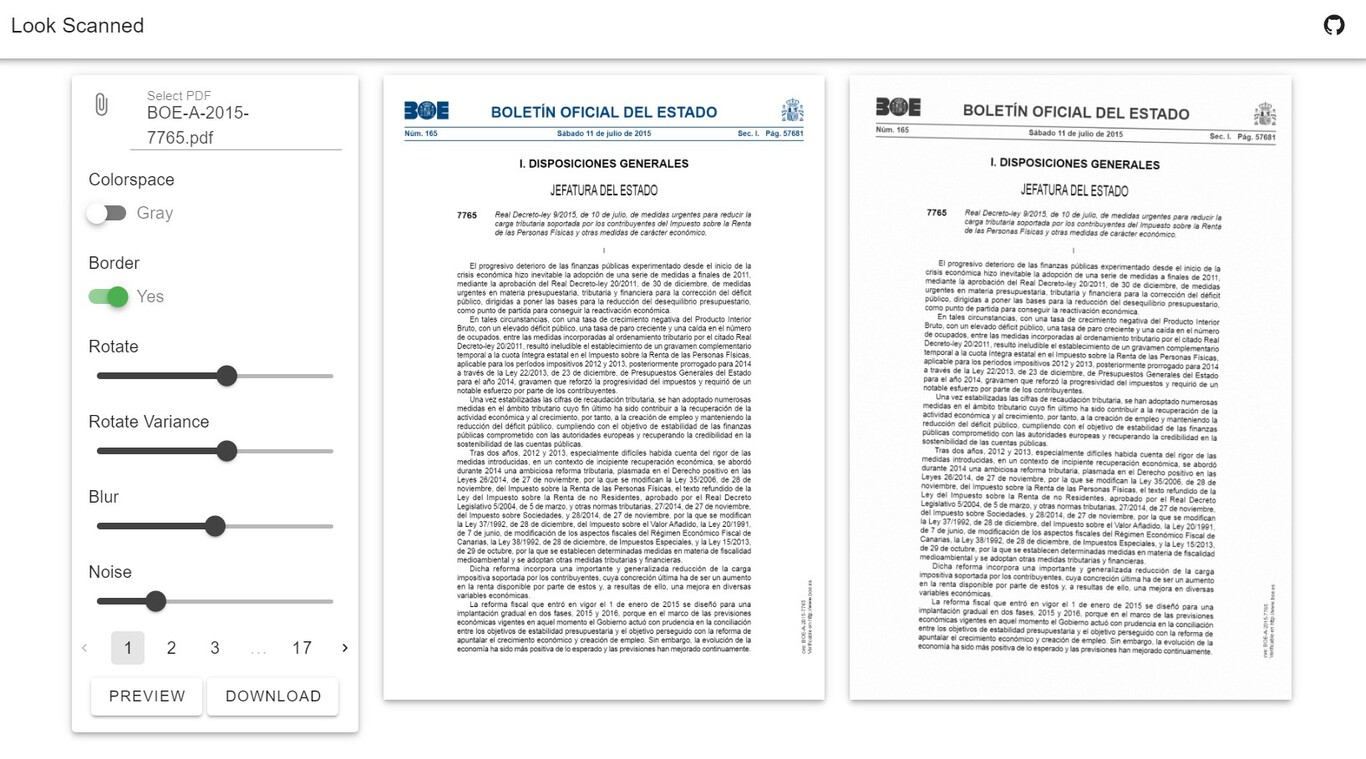 Look Scanned
Select PDF
BOE-A-2015-
7765.pdf
Colorspace
Gray
Border
Yes
Rotate
Rotate Variance
Blur
Noise
1 2 3 ... 17
PREVIEW DOWNLOAD
BOE
BOLETÍN OFICIAL DEL ESTADO
Núm. 165 Sábado 11 de julio de 2015 Sec. I. Pág. 57681
I. DISPOSICIONES GENERALES
JEFATURA DEL ESTADO
7765 Real Decreto-ley 9/2015, de 10 de julio, de medidas urgentes para reducir la
carga tributaria soportada por los contribuyentes del Impuesto sobre la Renta
de las Personas Físicas y otras medidas de carácter económico.
I
El progresivo deterioro de las finanzas públicas experimentado desde el inicio de la
crisis económica hizo inevitable la adopción de una serie de medidas a finales de 2011,
mediante la aprobación del Real Decreto-ley 20/2011, de 30 de diciembre, de medidas
urgentes en materia presupuestaria, tributaria y financiera para la corrección del déficit
público, dirigidas a poner las bases para la reducción del desequilibrio presupuestario,
como punto de partida para conseguir la reactivación económica.
En tales circunstancias, con una tasa de crecimiento negativa del Producto Interior
Bruto, con un elevado déficit público, una tasa de paro creciente y una caída en el número
de ocupados, entre las medidas incorporadas al ordenamiento tributario por el citado Real
Decreto-ley 20/2011, resultó ineludible el establecimiento de un gravamen complementario
temporal a la cuota íntegra estatal en el Impuesto sobre la Renta de las Personas Físicas,
aplicable para los períodos impositivos 2012 y 2013, posteriormente prorrogado para 2014
a través de la Ley 22/2013, de 23 de diciembre, de Presupuestos Generales del Estado
para el año 2014, gravamen que reforzó la progresividad del impuestos y requirió de un
notable esfuerzo por parte de los contribuyentes.
Una vez estabilizadas las cifras de recaudación tributaria, se han adoptado numerosas
medidas en el ámbito tributario cuyo fin último ha sido contribuir a la recuperación de la
actividad económica y al crecimiento, por tanto, a la creación de empleo y manteniendo la
reducción del déficit público, cumpliendo con el objetivo de estabilidad de las finanzas
públicas comprometido con las autoridades europeas y recuperando la credibilidad en la
sostenibilidad de las cuentas públicas.
Tras dos años, 2012 y 2013, especialmente difíciles habida cuenta del rigor de las
medidas introducidas, en un contexto de incipiente recuperación económica, se abordó
durante 2014 una ambiciosa reforma tributaria, plasmada en el Derecho positivo en las
Leyes 26/2014, de 27 de noviembre, por la que se modifican la Ley 35/2006, de 28 de
noviembre, del Impuesto sobre la Renta de las Personas Físicas, el texto refundido de la
Ley del Impuesto sobre la Renta de no Residentes, aprobado por el Real Decreto
Legislativo 5/2004, de 5 de marzo, y otras normas tributarias, 27/2014, de 27 de noviembre,
del Impuesto sobre Sociedades, y 28/2014, de 27 de noviembre, por la que se modifican
la Ley 37/1992, de 28 de diciembre, del Impuesto sobre el Valor Añadido, la Ley 20/1991,
de 7 de junio, de modificación de los aspectos fiscales del Régimen Económico Fiscal de
Canarias, la Ley 38/1992, de 28 de diciembre, de Impuestos Especiales, y la Ley 15/2013,
de 29 de octubre, por la que se establecen determinadas medidas en materia de fiscalidad
medioambiental y se adoptan otras medidas tributarias y financieras.
Dicha reforma incorpora una importante y generalizada reducción de la carga
impositiva soportada por los contribuyentes, cuya concreción última ha de ser un aumento
en la renta disponible por parte de estos y, a resultas de ello, una mejora en diversas
variables económicas.
La reforma fiscal que entró en vigor el 1 de enero de 2015 se diseñó para una
implantación gradual en dos fases, 2015 y 2016, porque en el marco de las previsiones
económicas vigentes en aquel momento el Gobierno actuó con prudencia en la conciliación
entre los objetivos de estabilidad presupuestaria y el objetivo perseguido con la reforma de
apuntalar el crecimiento económico y creación de empleo. Sin embargo, la evolución de la
economía ha sido más positiva de lo esperado y las previsiones han mejorado continuamente.
cve: BOE-A-2015-7765
Verificable en http://www.boe.es
BOE
BOLETÍN OFICIAL DEL ESTADO
Núm. 165 Sábado 11 de julio de 2015 Sec. I. Pág. 57681
I. DISPOSICIONES GENERALES
JEFATURA DEL ESTADO
7765 Real Decreto-ley 9/2015, de 10 de julio, de medidas urgentes para reducir la
carga tributaria soportada por los contribuyentes del Impuesto sobre la Renta
de las Personas Físicas y otras medidas de carácter económico.
I
El progresivo deterioro de las finanzas públicas experimentado desde el inicio de la
crisis económica hizo inevitable la adopción de una serie de medidas a finales de 2011,
mediante la aprobación del Real Decreto-ley 20/2011, de 30 de diciembre, de medidas
urgentes en materia presupuestaria, tributaria y financiera para la corrección del déficit
público, dirigidas a poner las bases para la reducción del desequilibrio presupuestario,
como punto de partida para conseguir la reactivación económica.
En tales circunstancias, con una tasa de crecimiento negativa del Producto Interior
Bruto, con un elevado déficit público, una tasa de paro creciente y una caída en el número
de ocupados, entre las medidas incorporadas al ordenamiento tributario por el citado Real
Decreto-ley 20/2011, resultó ineludible el establecimiento de un gravamen complementario
temporal a la cuota íntegra estatal en el Impuesto sobre la Renta de las Personas Físicas,
aplicable para los períodos impositivos 2012 y 2013, posteriormente prorrogado para 2014
a través de la Ley 22/2013, de 23 de diciembre, de Presupuestos Generales del Estado
para el año 2014, gravamen que reforzó la progresividad del impuestos y requirió de un
notable esfuerzo por parte de los contribuyentes.
Una vez estabilizadas las cifras de recaudación tributaria, se han adoptado numerosas
medidas en el ámbito tributario cuyo fin último ha sido contribuir a la recuperación de la
actividad económica y al crecimiento, por tanto, a la creación de empleo y manteniendo la
reducción del déficit público, cumpliendo con el objetivo de estabilidad de las finanzas
públicas comprometido con las autoridades europeas y recuperando la credibilidad en la
sostenibilidad de las cuentas públicas.
Tras dos años, 2012 y 2013, especialmente difíciles habida cuenta del rigor de las
medidas introducidas, en un contexto de incipiente recuperación económica, se abordó
durante 2014 una ambiciosa reforma tributaria, plasmada en el Derecho positivo en las
Leyes 26/2014, de 27 de noviembre, por la que se modifican la Ley 35/2006, de 28 de
noviembre, del Impuesto sobre la Renta de las Personas Físicas, el texto refundido de la
Ley del Impuesto sobre la Renta de no Residentes, aprobado por el Real Decreto
Legislativo 5/2004, de 5 de marzo, y otras normas tributarias, 27/2014, de 27 de noviembre,
del Impuesto sobre Sociedades, y 28/2014, de 27 de noviembre, por la que se modifican
la Ley 37/1992, de 28 de diciembre, del Impuesto sobre el Valor Añadido, la Ley 20/1991,
de 7 de junio, de modificación de los aspectos fiscales del Régimen Económico Fiscal de
Canarias, la Ley 38/1992, de 28 de diciembre, de Impuestos Especiales, y la Ley 15/2013,
de 29 de octubre, por la que se establecen determinadas medidas en materia de fiscalidad
medioambiental y se adoptan otras medidas tributarias y financieras.
Dicha reforma incorpora una importante y generalizada reducción de la carga
impositiva soportada por los contribuyentes, cuya concreción última ha de ser un aumento
en la renta disponible por parte de estos y, a resultas de ello, una mejora en diversas
variables económicas.
La reforma fiscal que entró en vigor el 1 de enero de 2015 se diseñó para una
implantación gradual en dos fases, 2015 y 2016, porque en el marco de las previsiones
económicas vigentes en aquel momento el Gobierno actuó con prudencia en la conciliación
entre los objetivos de estabilidad presupuestaria y el objetivo perseguido con la reforma de
apuntalar el crecimiento económico y creación de empleo. Sin embargo, la evolución de la
economía ha sido más positiva de lo esperado y las previsiones han mejorado continuamente.
cve: BOE-A-2015-7765
Verificable en http://www.boe.es